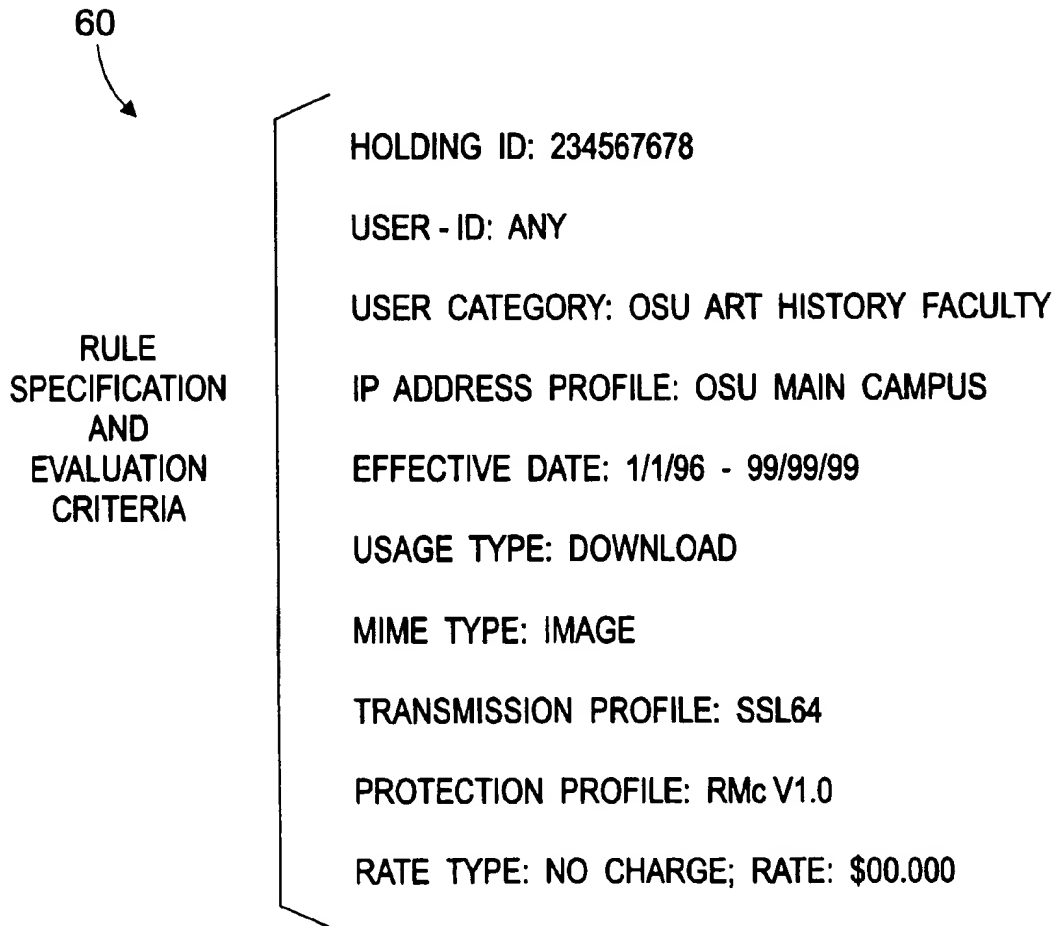 60
RULE
SPECIFICATION
AND
EVALUATION
CRITERIA
HOLDING ID: 234567678
USER - ID: ANY
USER CATEGORY: OSU ART HISTORY FACULTY
IP ADDRESS PROFILE: OSU MAIN CAMPUS
EFFECTIVE DATE: 1/1/96 - 99/99/99
USAGE TYPE: DOWNLOAD
MIME TYPE: IMAGE
TRANSMISSION PROFILE: SSL64
PROTECTION PROFILE: RMc V1.0
RATE TYPE: NO CHARGE; RATE: $00.000